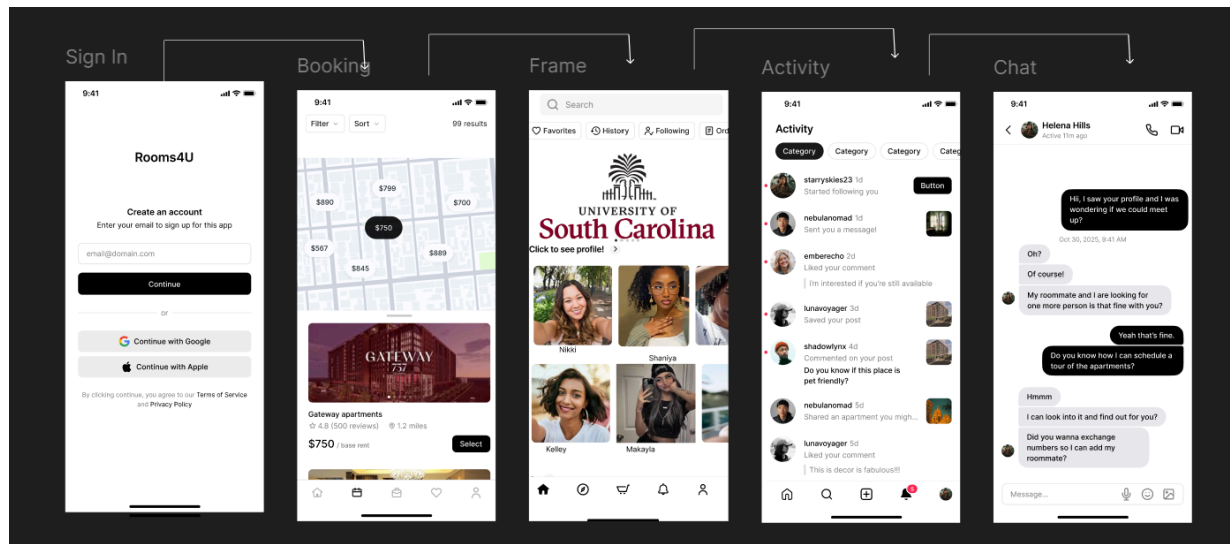 Sign In
9:41
Rooms4U
Create an account
Enter your email to sign up for this app
email@domain.com
Continue
or
Continue with Google
Continue with Apple
By clicking continue, you agree to our Terms of Service
and Privacy Policy
Booking
9:41
Filter
Sort
99 results
$799
$890
$700
$750
$567
$889
$845
GATEWAY
737
Gateway apartments
4.8 (500 reviews)
1.2 miles
$750 / base rent
Select
Frame
Search
Favorites
History
Following
Ord
UNIVERSITY OF
South Carolina
Click to see profile!
Nikki
Shaniya
Kelley
Makayla
Activity
9:41
Activity
Category
Category
Category
Categ
starryskies23 1d
Started following you
Button
nebulanomad 1d
Sent you a message!
emberecho 2d
Liked your comment
I'm interested if you're still available
lunavoyager 3d
Saved your post
shadowlynx 4d
Commented on your post
Do you know if this place is
pet friendly?
nebulanomad 5d
Shared an apartment you migh...
lunavoyager 5d
Liked your comment
This is decor is fabulous!!!
5
Chat
9:41
Helena Hills
Active 11m ago
Hii, I saw your profile and I was
wondering if we could meet
up?
Oct 30, 2025, 9:41 AM
Oh?
Of course!
My roommate and I are looking for
one more person is that fine with you?
Yeah that's fine.
Do you know how I can schedule a
tour of the apartments?
Hmmm
I can look into it and find out for you?
Did you wanna exchange
numbers so I can add my
roommate?
Message...